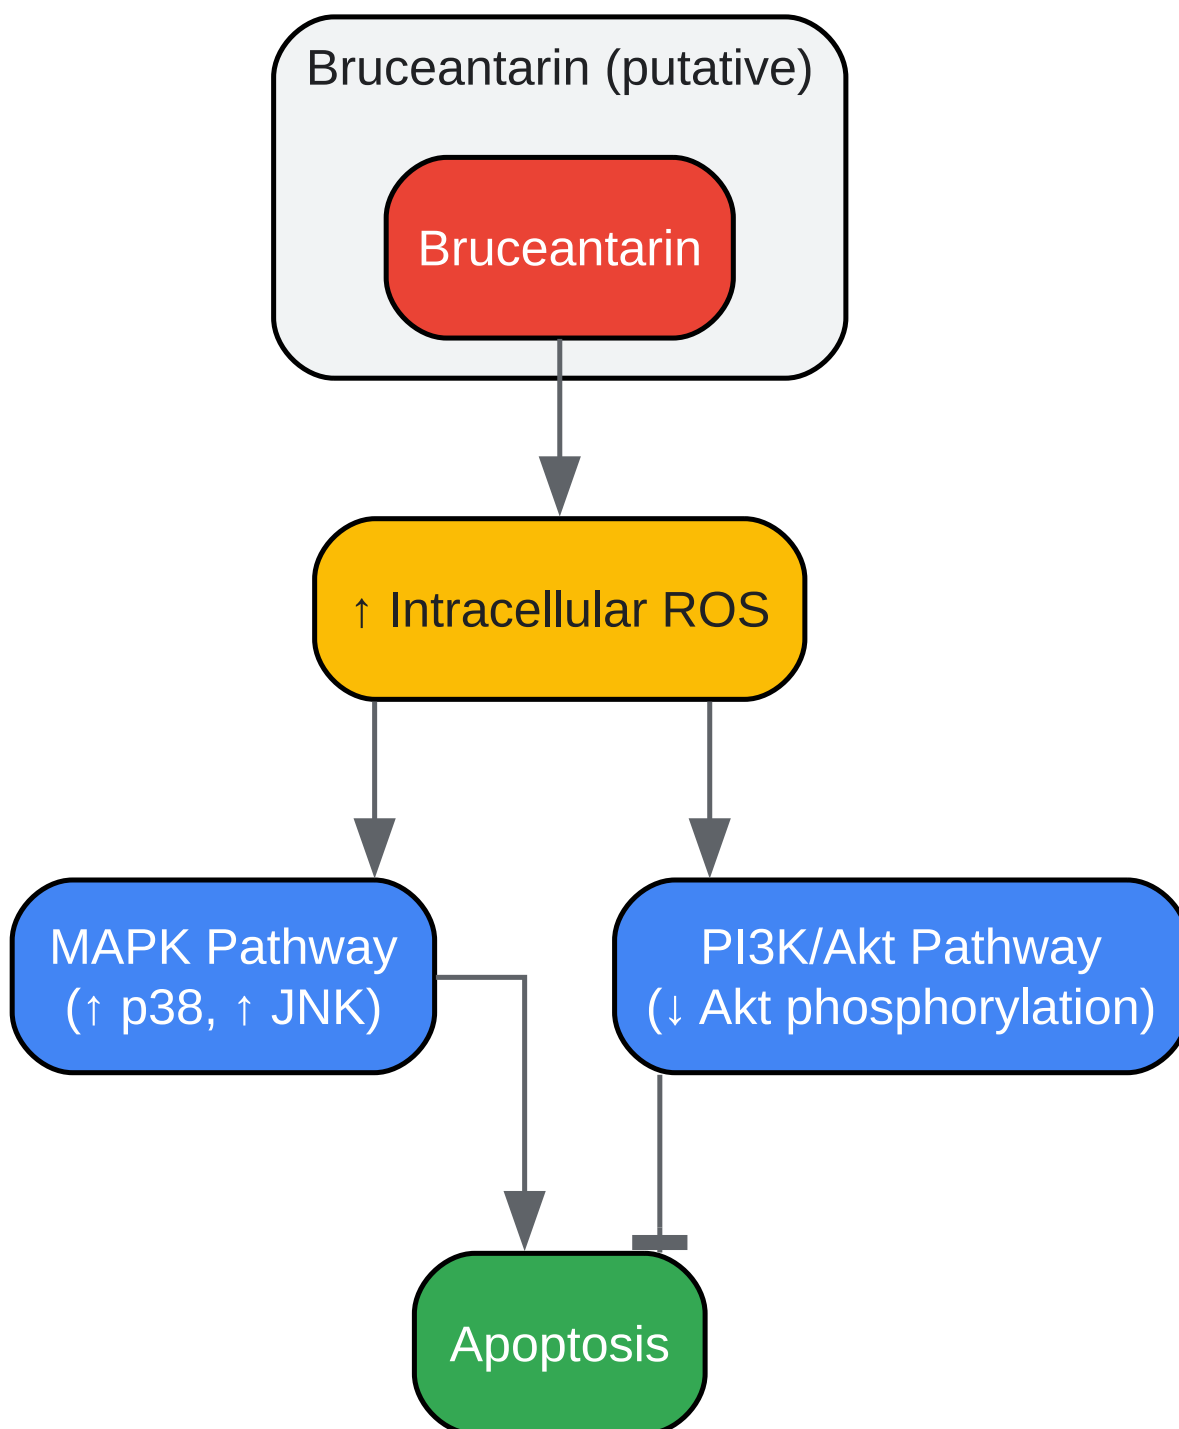 Bruceantarin (putative)
Bruceantarin
↑ Intracellular ROS
MAPK Pathway
(↑ p38, ↑ JNK)
PI3K/Akt Pathway
(↓ Akt phosphorylation)
Apoptosis